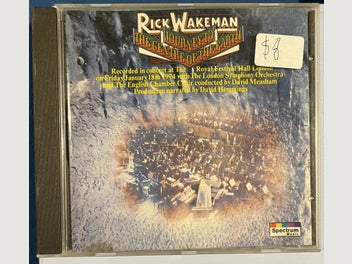 RICK WAKEMAN
JOURNEY TO
THE CENTRE OF THE EARTH
$8
Recorded in concert at The Royal Festival Hall London
on Friday January 18th 1974 with The London Symphony Orchestra
and The English Chamber Choir conducted by David Measham
Production narrated by David Hemmings
Spectrum
Music